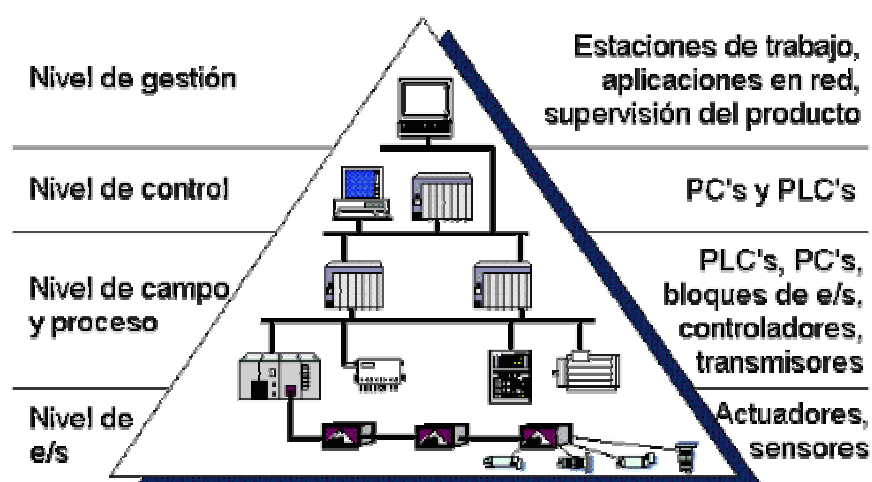 Nivel de gestión
Estaciones de trabajo,
aplicaciones en red,
supervisión del producto
Nivel de control
PC's y PLC's
Nivel de campo
y proceso
PLC's, PC's,
bloques de e/s,
controladores,
transmisores
Nivel de
e/s
Actuadores,
sensores